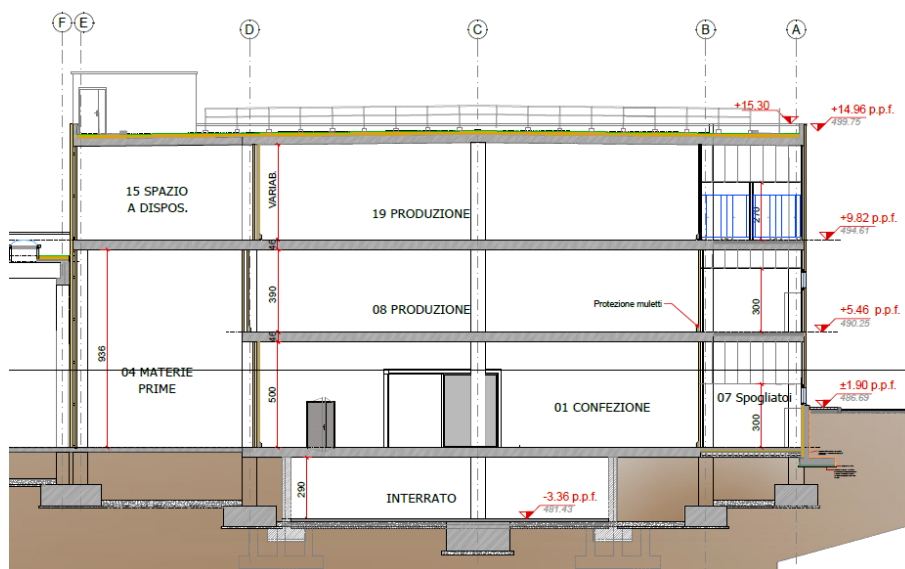 F E D C B A
+15.30
+14.96 p.p.f.
499.75
15 SPAZIO
A DISPOS.
VARIAB.
19 PRODUZIONE
270
+9.82 p.p.f.
494.61
46
390
08 PRODUZIONE
Protezione muletti
300
+5.46 p.p.f.
490.25
46
936
04 MATERIE
PRIME
500
01 CONFEZIONE
07 Spogliatoi
300
±1.90 p.p.f.
486.69
290
INTERRATO
-3.36 p.p.f.
481.43